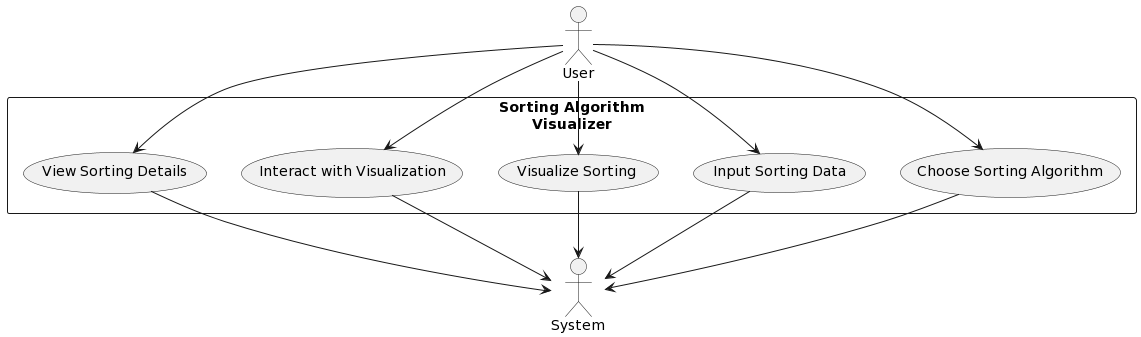 User
Sorting Algorithm
Visualizer
View Sorting Details
Interact with Visualization
Visualize Sorting
Input Sorting Data
Choose Sorting Algorithm
System